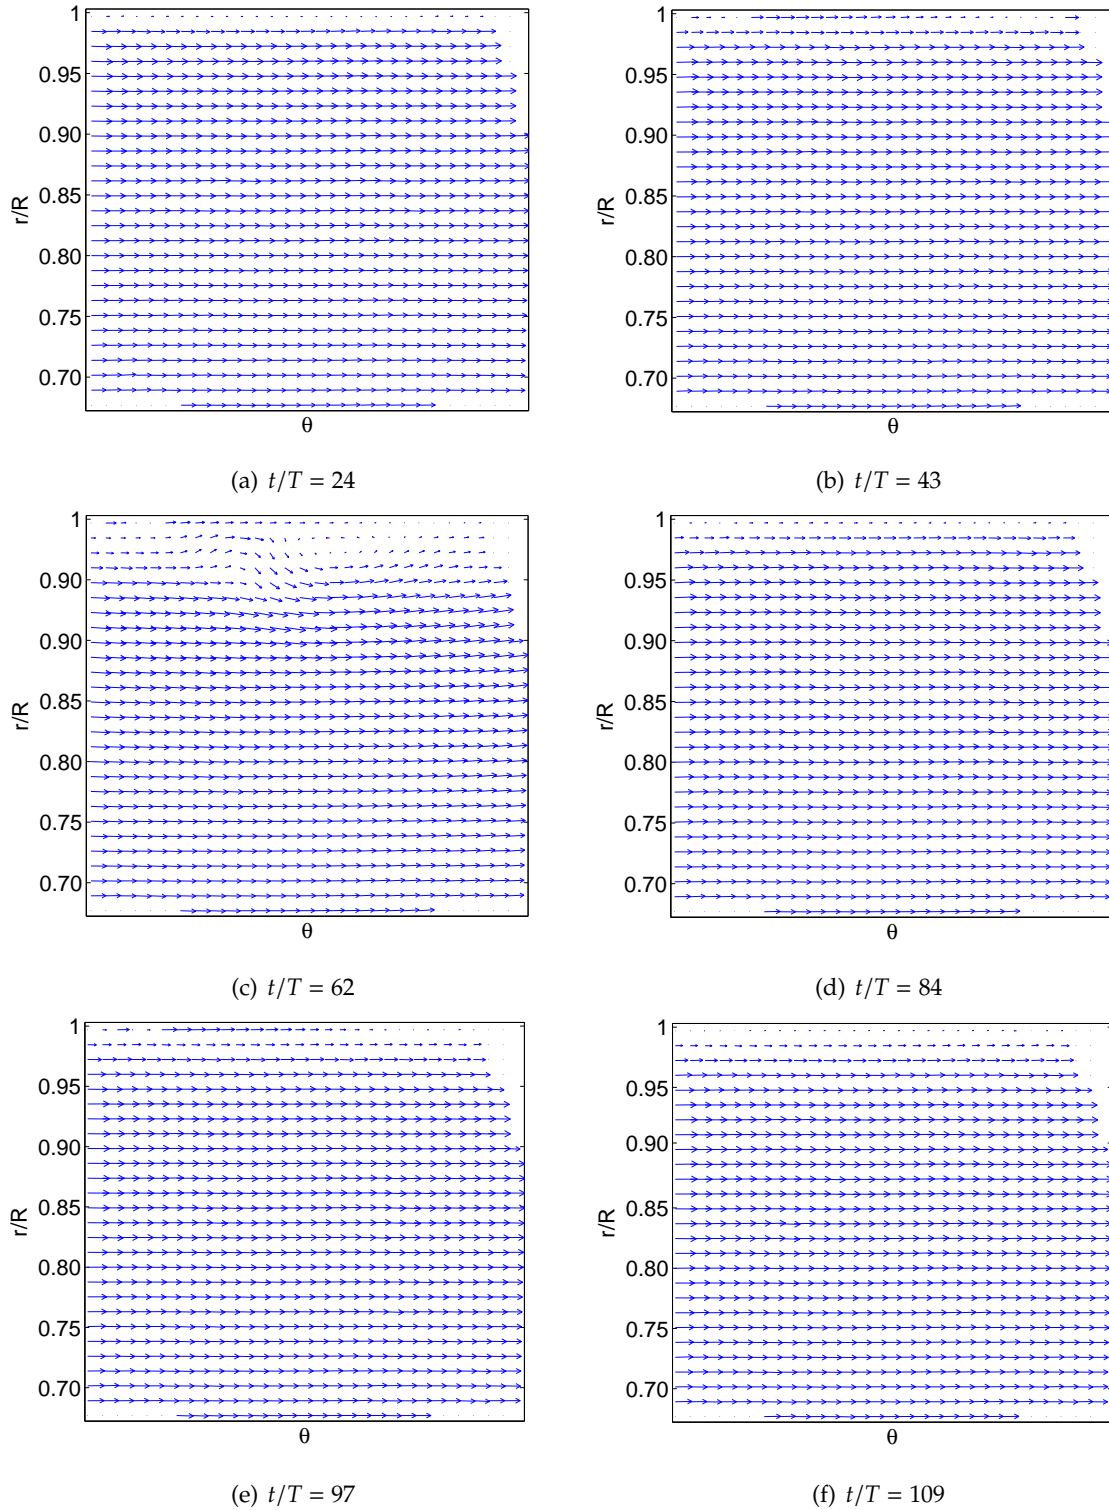 1
0.95
0.90
0.85
0.80
0.75
0.70
r/R
θ
(a) t/T = 24
1
0.95
0.90
0.85
0.80
0.75
0.70
r/R
θ
(b) t/T = 43
1
0.90
0.90
0.85
0.80
0.75
0.70
r/R
θ
(c) t/T = 62
1
0.95
0.90
0.85
0.80
0.75
0.70
r/R
θ
(d) t/T = 84
1
0.95
0.90
0.85
0.80
0.75
0.70
r/R
θ
(e) t/T = 97
1
0.95
0.90
0.85
0.80
0.75
0.70
r/R
θ
(f) t/T = 109